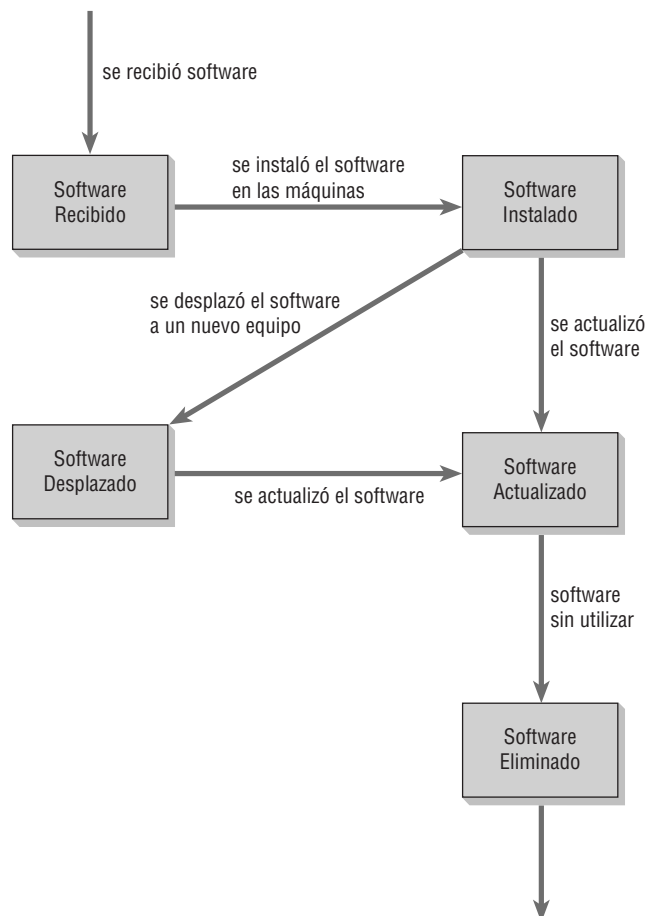 se recibió software
Software
Recibido
se instaló el software
en las máquinas
Software
Instalado
se desplazó el software
a un nuevo equipo
se actualizó
el software
Software
Desplazado
se actualizó el software
Software
Actualizado
software
sin utilizar
Software
Eliminado